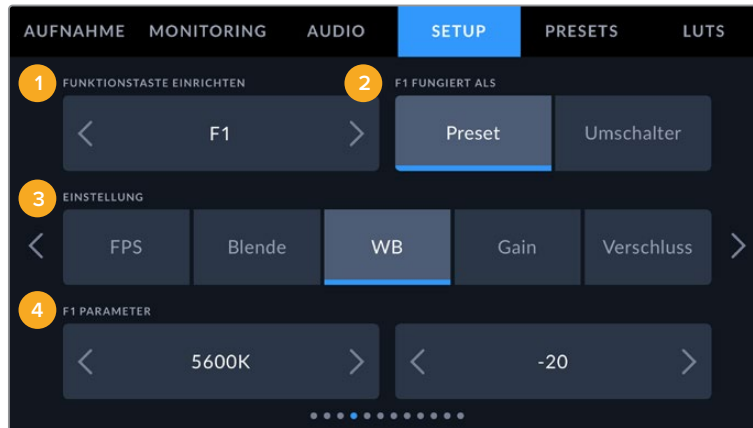 AUFNAHME MONITORING AUDIO SETUP PRESETS LUTS
1 FUNKTIONSTASTE EINRICHTEN 2 F1 FUNGIERT ALS
F1 Preset Umschalter
3 EINSTELLUNG
FPS Blende WB Gain Verschluss
4 F1 PARAMETER
5600K -20